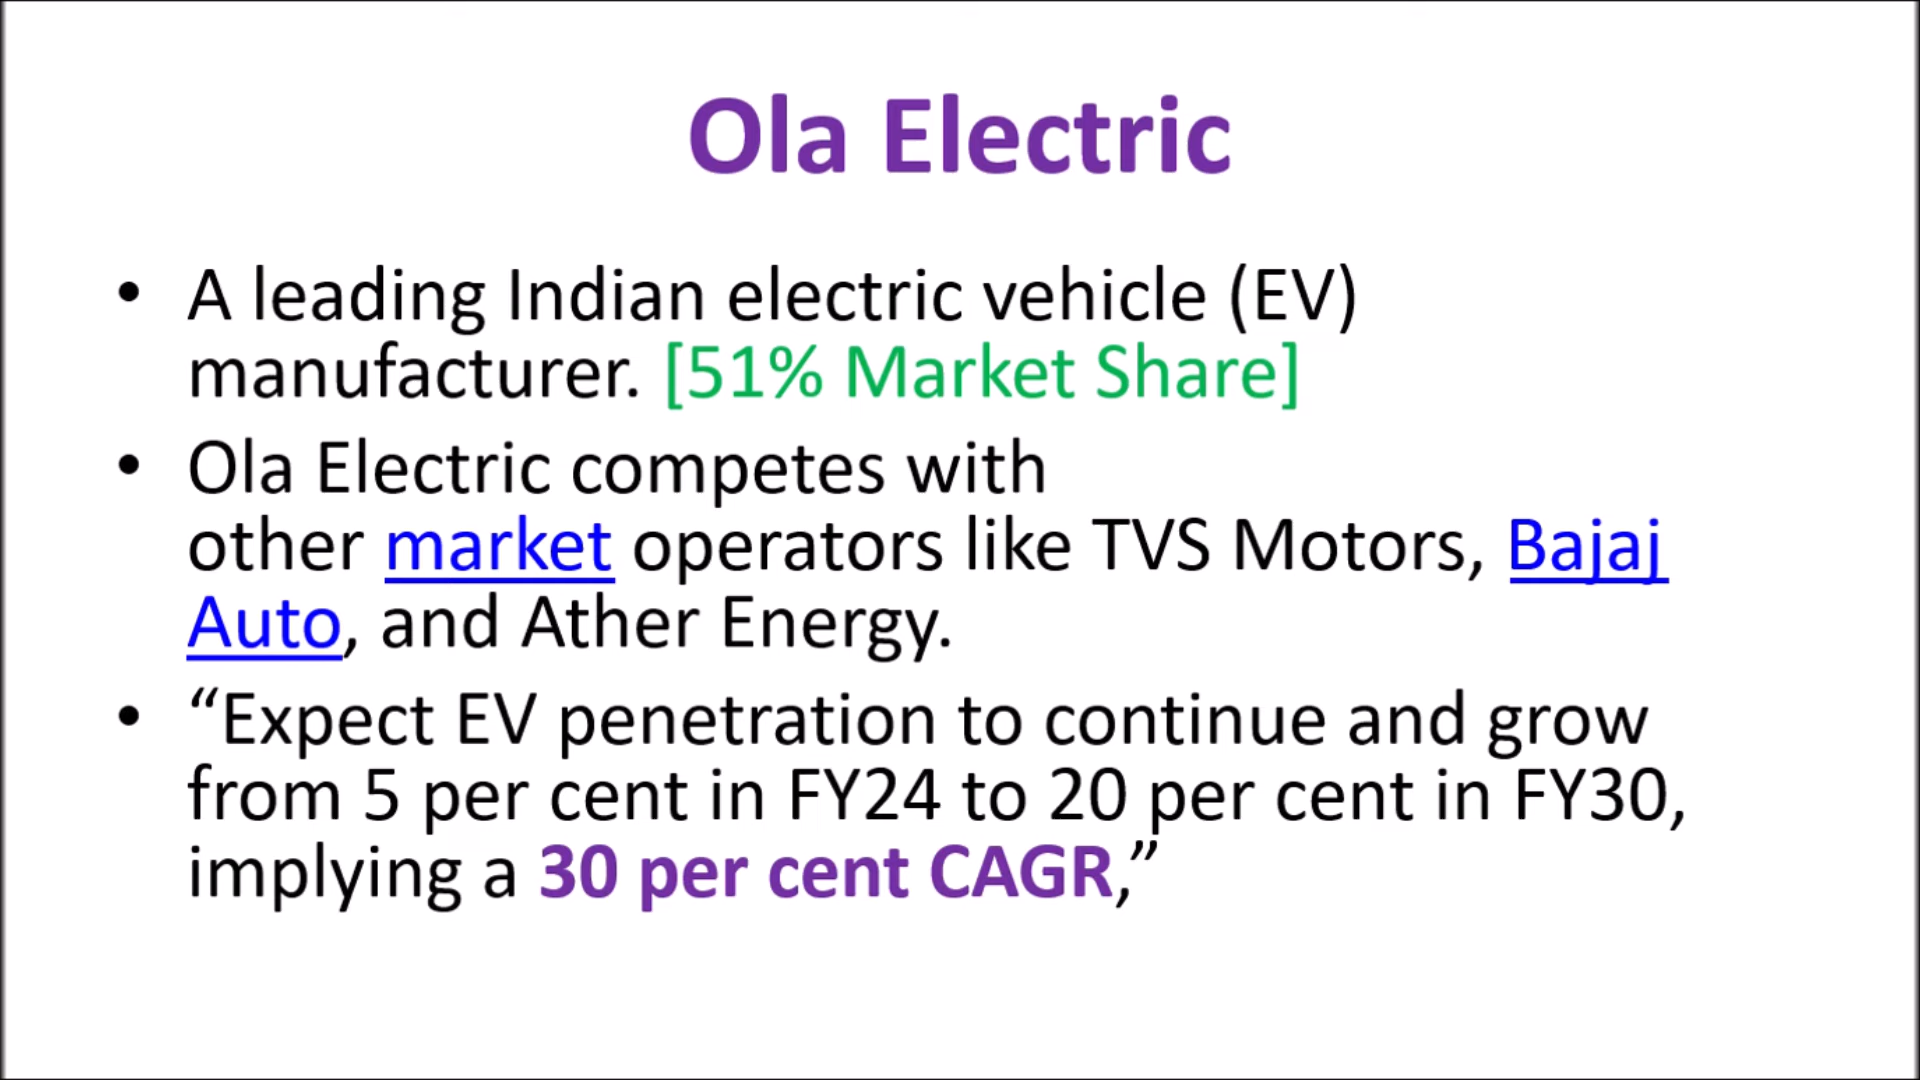 Ola Electric
• A leading Indian electric vehicle (EV)
manufacturer. [51% Market Share]
• Ola Electric competes with
other market operators like TVS Motors, Bajaj
Auto, and Ather Energy.
• “Expect EV penetration to continue and grow
from 5 per cent in FY24 to 20 per cent in FY30,
implying a 30 per cent CAGR,”